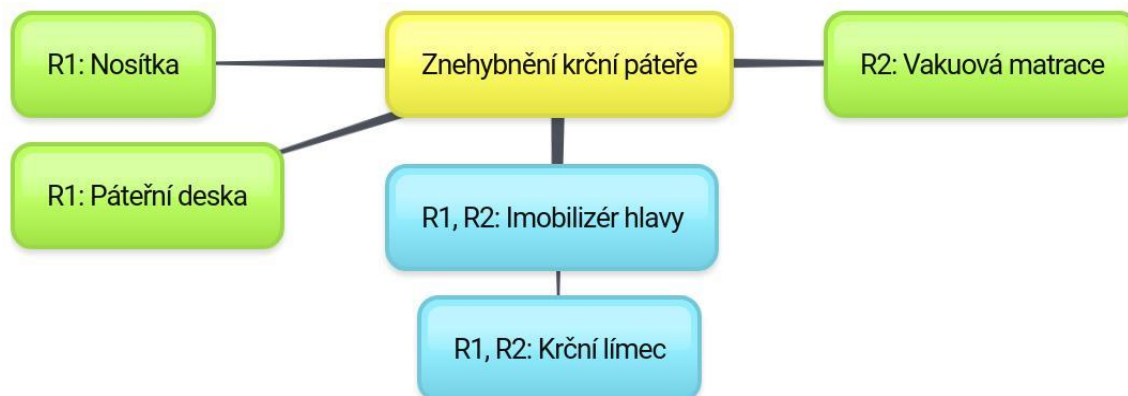 R1: Nosítka
Znehybnění krční páteře
R2: Vakuová matrace
R1: Páteřní deska
R1, R2: Imobilizér hlavy
R1, R2: Krční límec